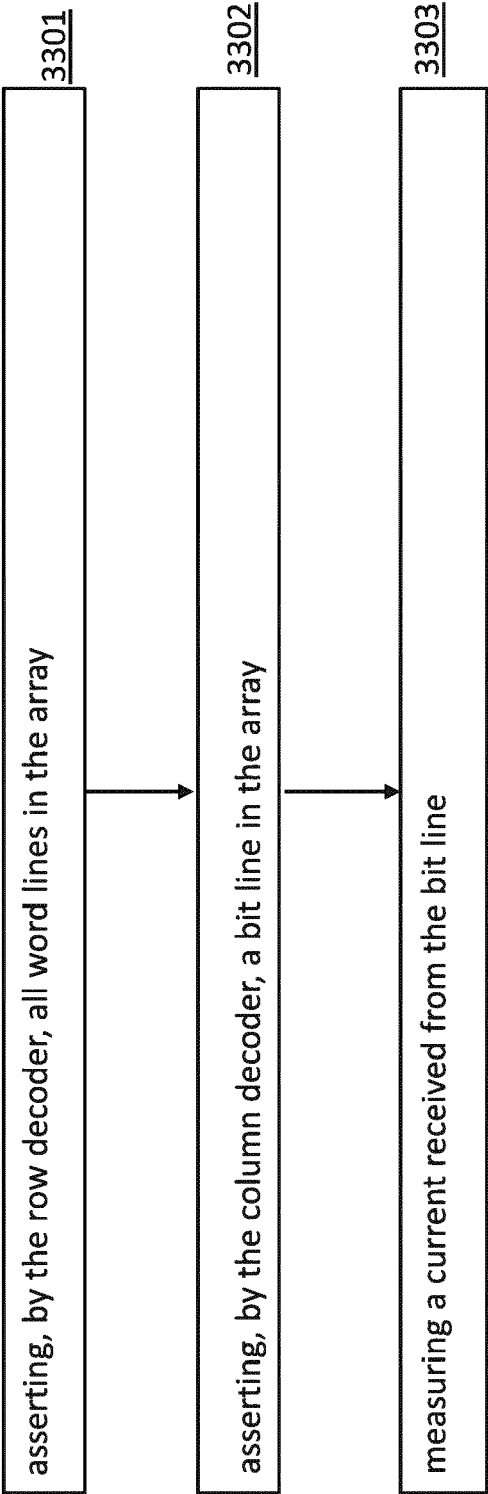 asserting, by the row decoder, all word lines in the array
3301
asserting, by the column decoder, a bit line in the array
3302
measuring a current received from the bit line
3303